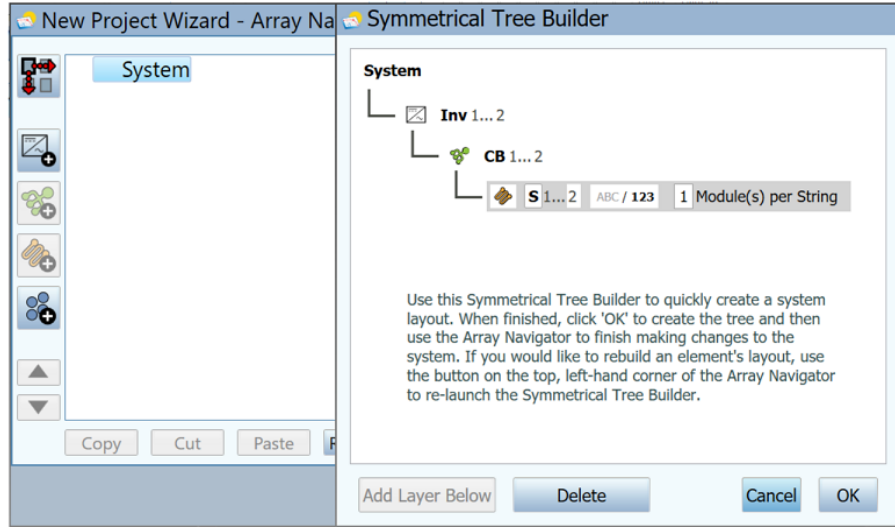 New Project Wizard - Array Na
System
Copy
Cut
Paste
Symmetrical Tree Builder
System
Inv 1... 2
CB 1... 2
S 1... 2 ABC / 123 1 Module(s) per String
Use this Symmetrical Tree Builder to quickly create a system
layout. When finished, click 'OK' to create the tree and then
use the Array Navigator to finish making changes to the
system. If you would like to rebuild an element's layout, use
the button on the top, left-hand corner of the Array Navigator
to re-launch the Symmetrical Tree Builder.
Add Layer Below
Delete
Cancel
OK